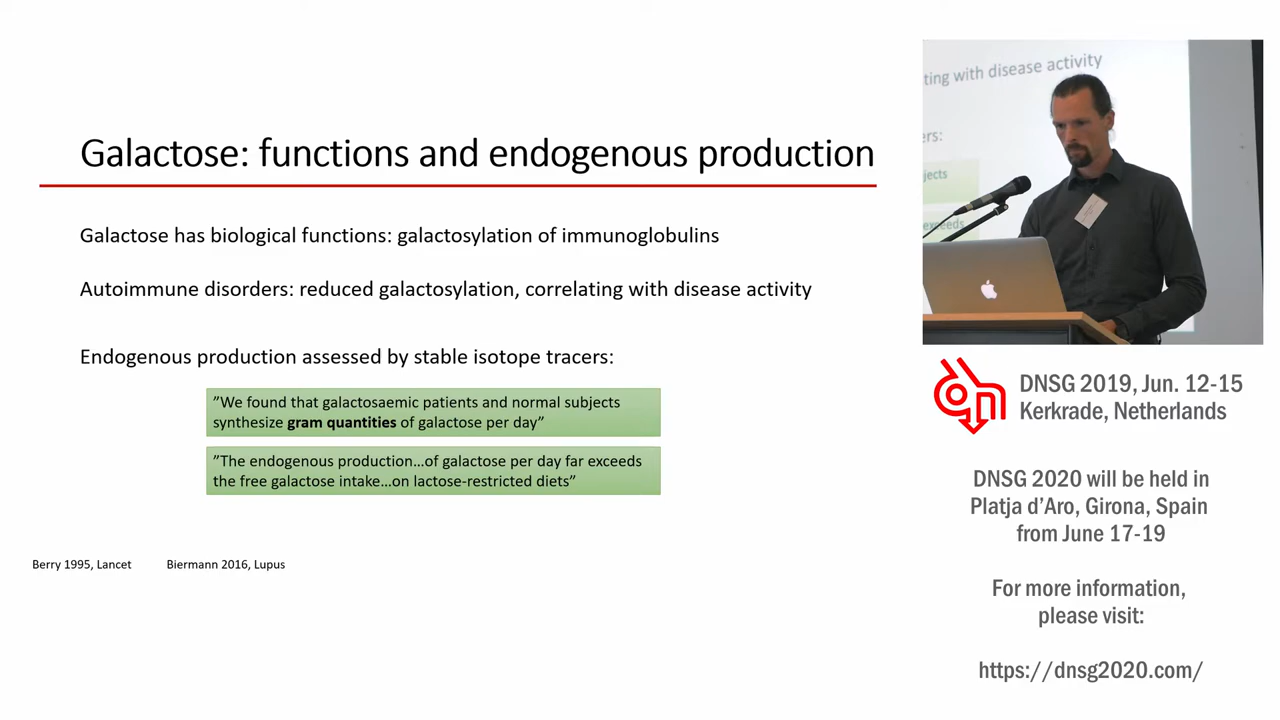 Galactose: functions and endogenous production
Galactose has biological functions: galactosylation of immunoglobulins
Autoimmune disorders: reduced galactosylation, correlating with disease activity
Endogenous production assessed by stable isotope tracers:
”We found that galactosaemic patients and normal subjects
synthesize gram quantities of galactose per day”
”The endogenous production…of galactose per day far exceeds
the free galactose intake…on lactose-restricted diets”
Berry 1995, Lancet
Biermann 2016, Lupus
ting with disease activity
ers:
jects
exceeds
DNSG 2019, Jun. 12-15
Kerkrade, Netherlands
DNSG 2020 will be held in
Platja d’Aro, Girona, Spain
from June 17-19
For more information,
please visit:
https://dnsg2020.com/